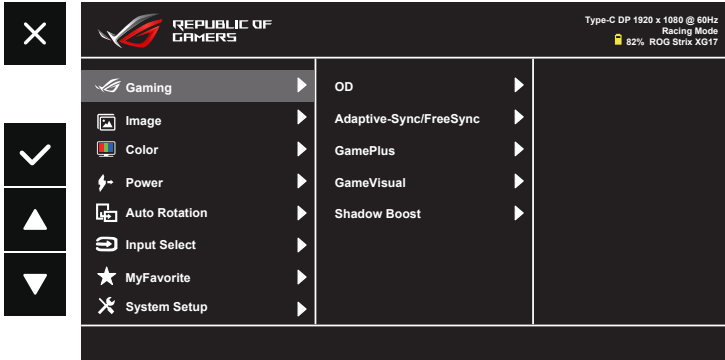 REPUBLIC OF
GAMERS
Type-C DP 1920 x 1080 @ 60Hz
Racing Mode
82% ROG Strix XG17
Gaming
Image
Color
Power
Auto Rotation
Input Select
MyFavorite
System Setup
OD
Adaptive-Sync/FreeSync
GamePlus
GameVisual
Shadow Boost